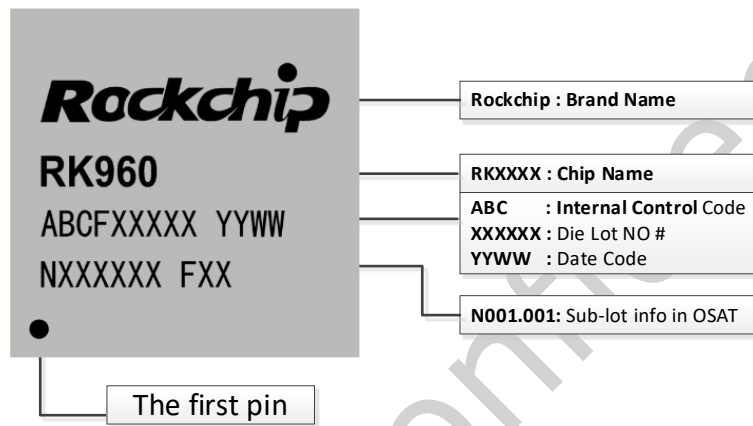 Rockchip
RK960
ABCFXXXXX YYWW
NXXXXXX FXX
The first pin
Rockchip : Brand Name
RKXXXX : Chip Name
ABC : Internal Control Code
XXXXXX : Die Lot NO #
YYWW : Date Code
N001.001: Sub-lot info in OSAT